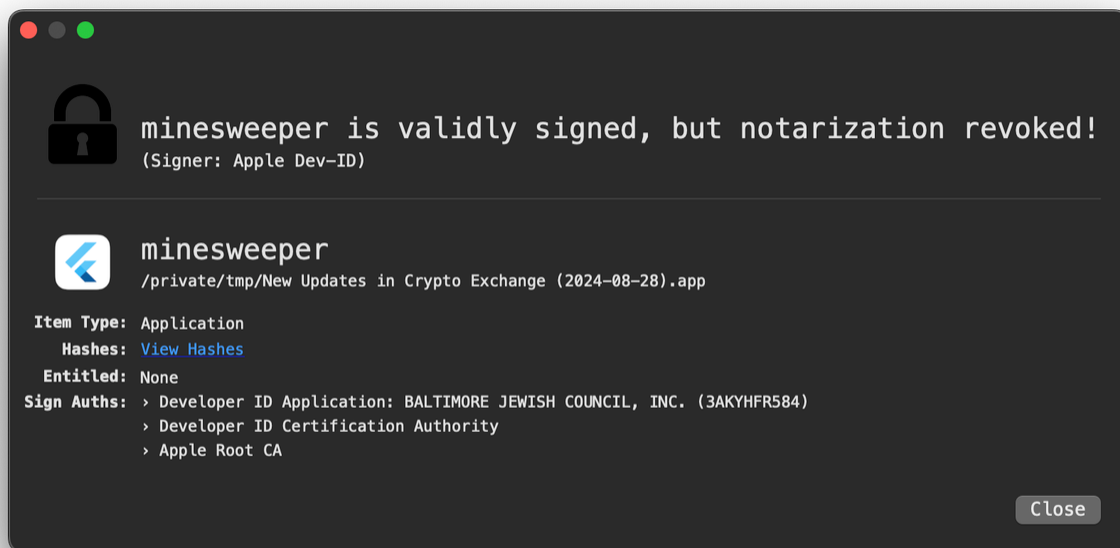 minesweeper is validly signed, but notarization revoked!
(Signer: Apple Dev-ID)
minesweeper
/private/tmp/New Updates in Crypto Exchange (2024-08-28).app
Item Type: Application
Hashes: View Hashes
Entitled: None
Sign Auths: › Developer ID Application: BALTIMORE JEWISH COUNCIL, INC. (3AKYHFR584)
› Developer ID Certification Authority
› Apple Root CA
Close